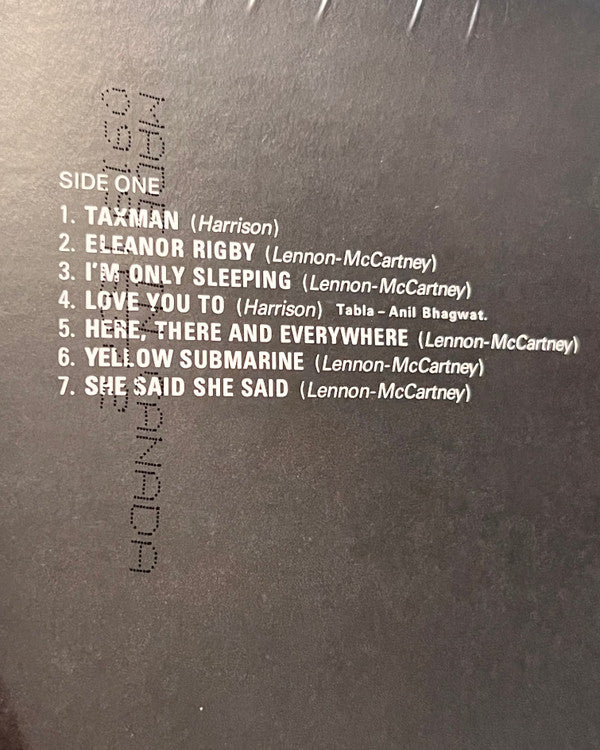 SIDE ONE
1. TAXMAN (Harrison)
2. ELEANOR RIGBY (Lennon-McCartney)
3. I'M ONLY SLEEPING (Lennon-McCartney)
4. LOVE YOU TO (Harrison) Tabla – Anil Bhagwat.
5. HERE, THERE AND EVERYWHERE (Lennon-McCartney)
6. YELLOW SUBMARINE (Lennon-McCartney)
7. SHE SAID SHE SAID (Lennon-McCartney)